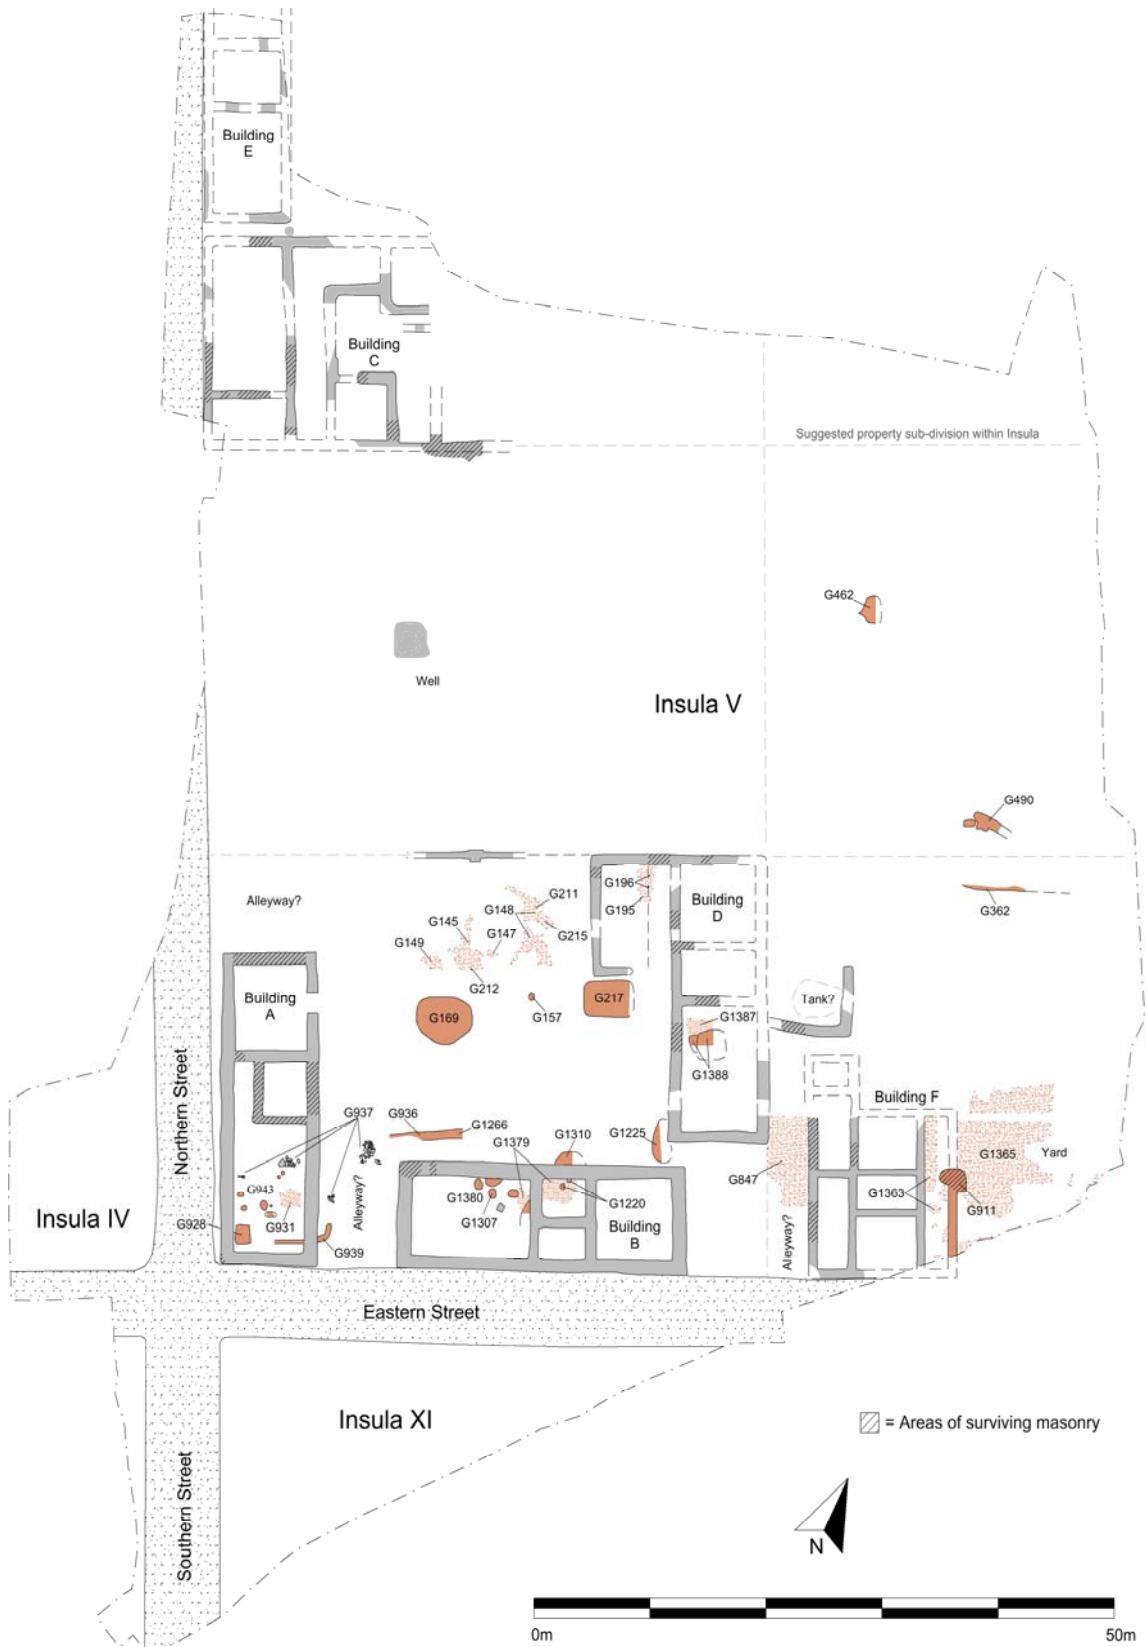 Building
E
Building
C
Suggested property sub-division within Insula
G462
Well
Insula V
G490
G362
Alleyway?
G196
G195
Building
D
G211
G148
G145
G147
G215
G149
G212
Building
A
G169
G157
G217
Tank?
G1387
G1388
Northern Street
Building F
G937
G936
G1266
G1379
G1310
G1225
G1365
Yard
G847
G943
G1380
G1363
G1220
G911
G928
G931
Alleyway?
G1307
Building
B
Insula IV
G939
Alleyway?
Eastern Street
Insula XI
= Areas of surviving masonry
Southern Street
N
0m
50m